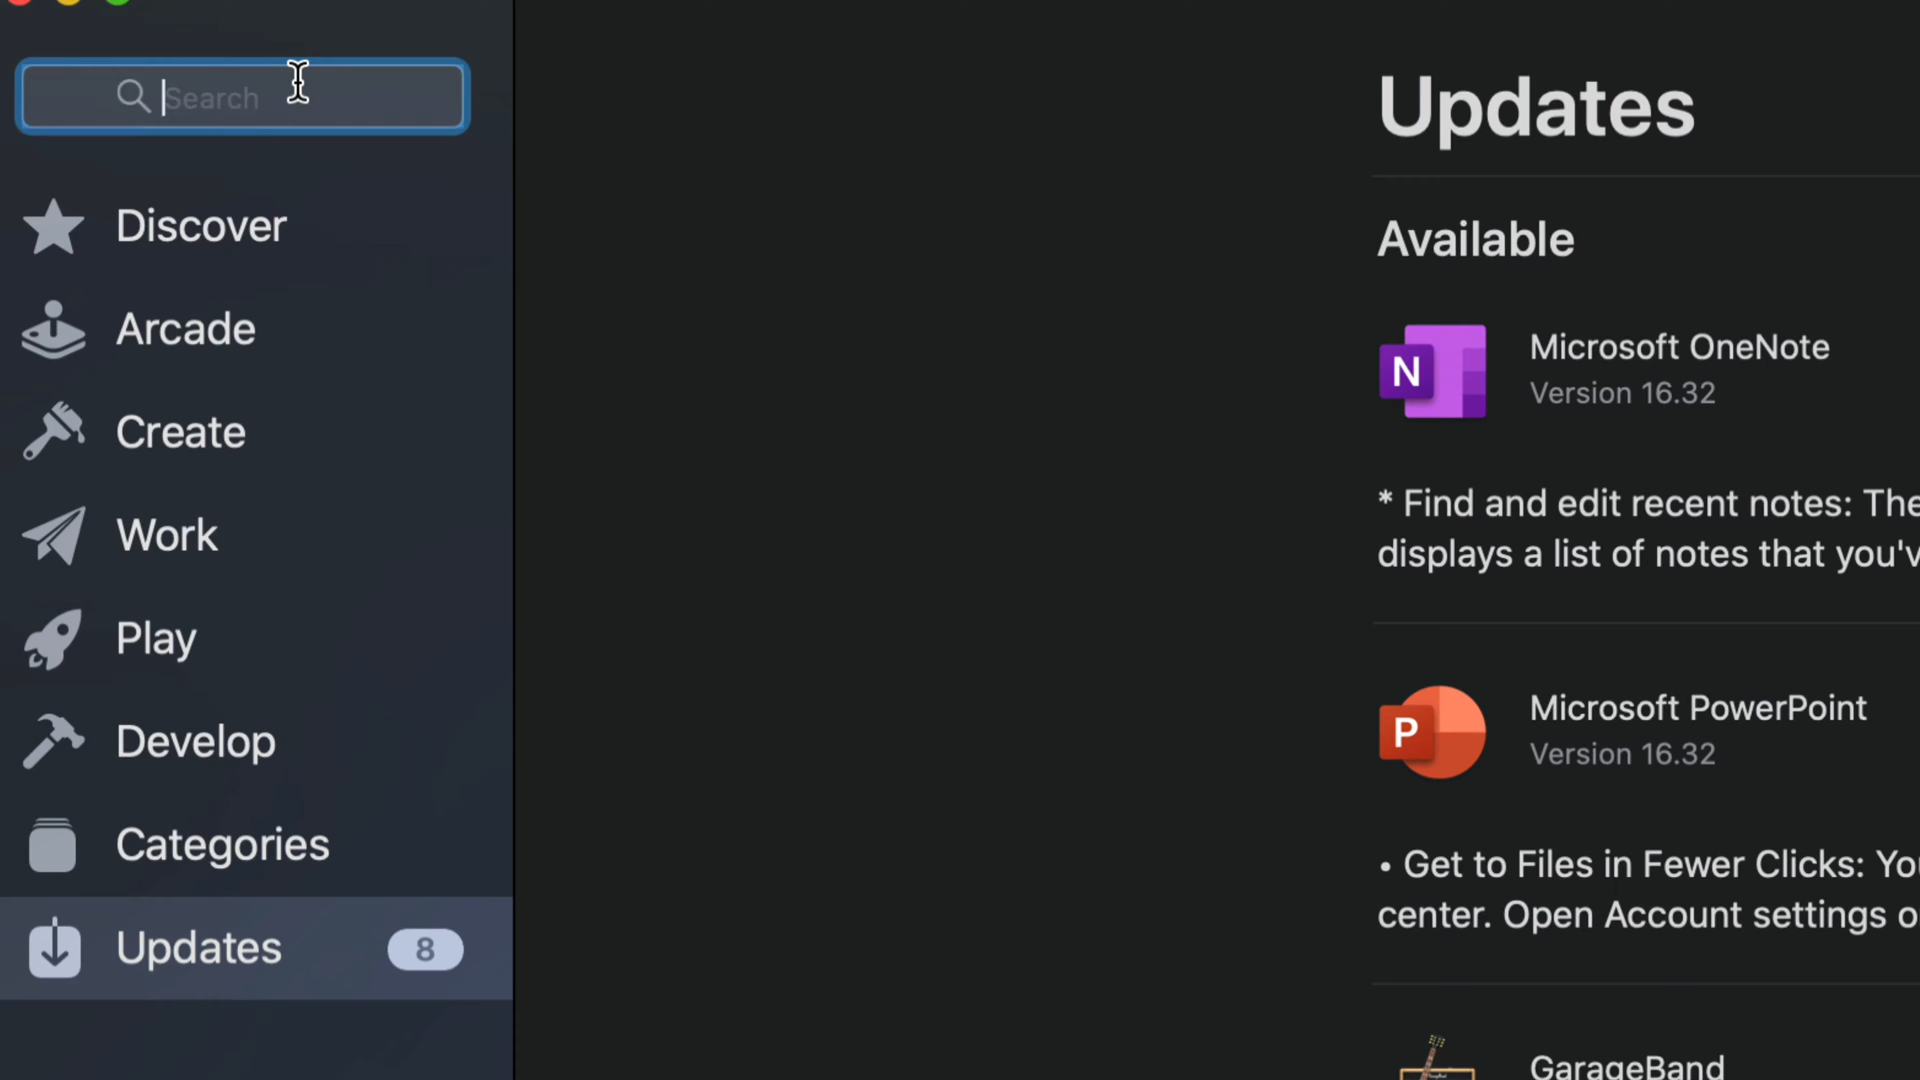 Search
Discover
Arcade
Create
Work
Play
Develop
Categories
Updates 8
Updates
Available
N
Microsoft OneNote
Version 16.32
* Find and edit recent notes: The
displays a list of notes that you'v
P
Microsoft PowerPoint
Version 16.32
• Get to Files in Fewer Clicks: You
center. Open Account settings o
GarageBand